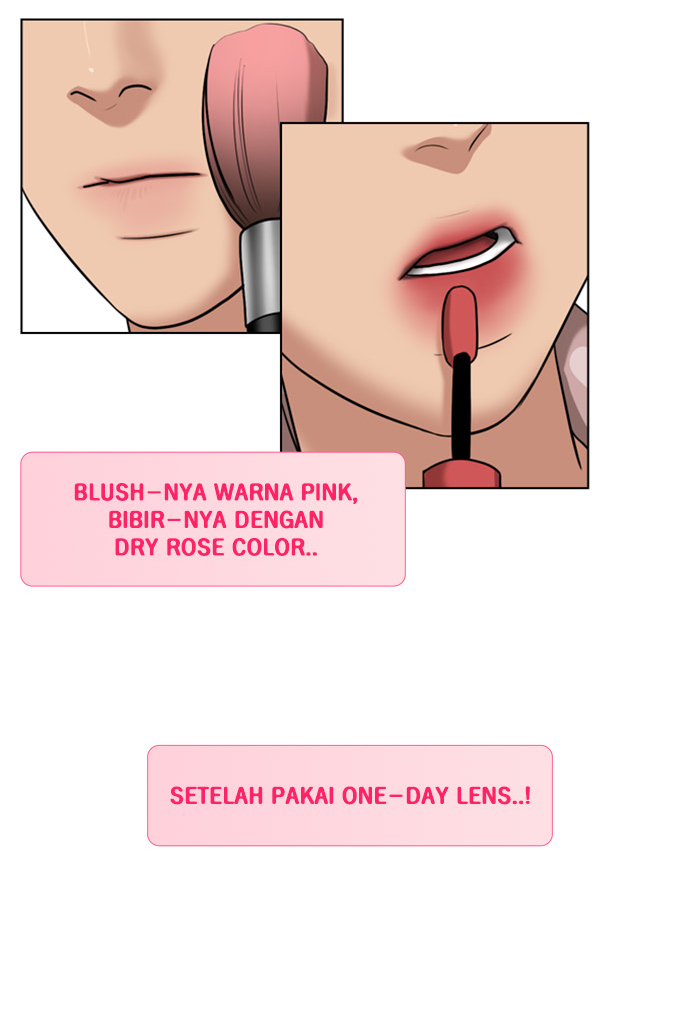 BLUSH-NYA WARNA PINK,
BIBIR-NYA DENGAN
DRY ROSE COLOR..
SETELAH PAKAI ONE-DAY LENS..!